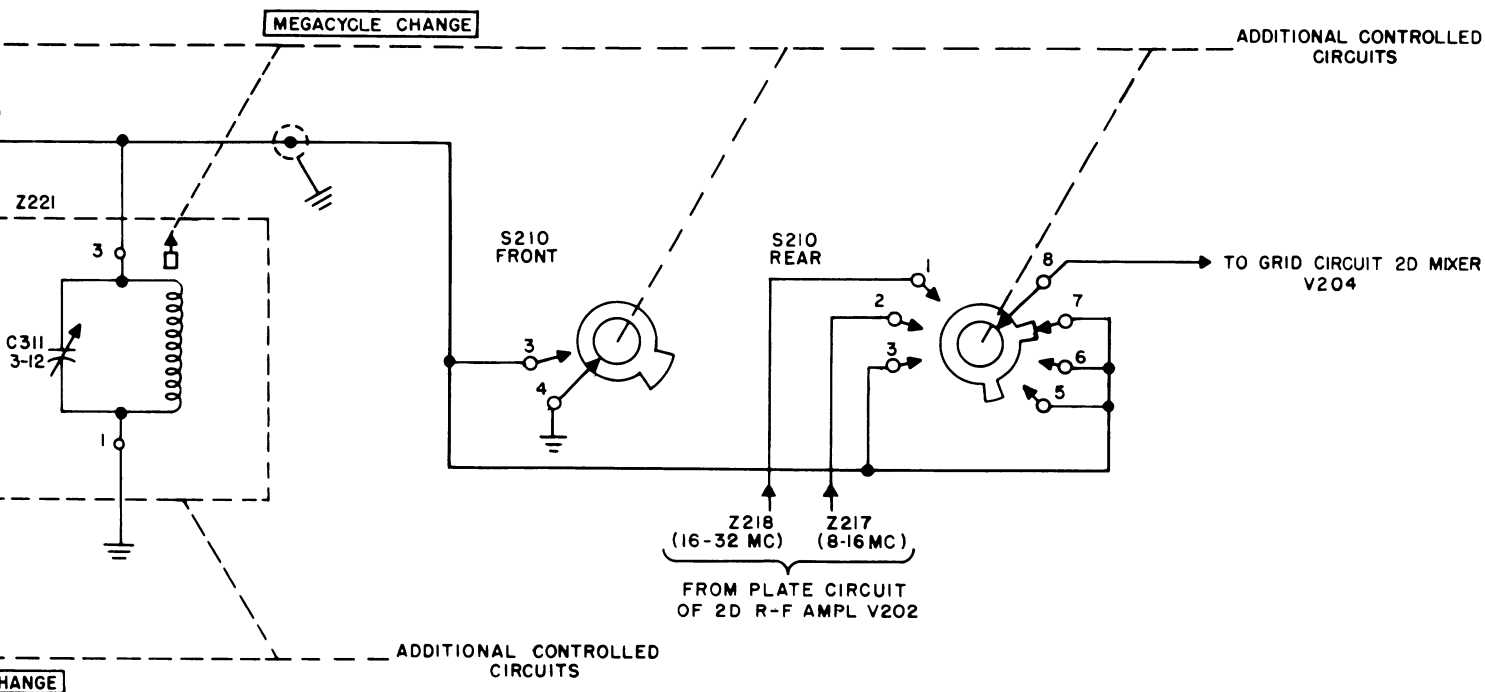 MEGACYCLE CHANGE
ADDITIONAL CONTROLLED
CIRCUITS
Z221
3
C311
3-12
1
S210
FRONT
3
4
S210
REAR
1
2
3
8
7
6
5
TO GRID CIRCUIT 2D MIXER
V204
Z218
(16-32 MC)
Z217
(8-16 MC)
FROM PLATE CIRCUIT
OF 2D R-F AMPL V202
ADDITIONAL CONTROLLED
CIRCUITS
HANGE